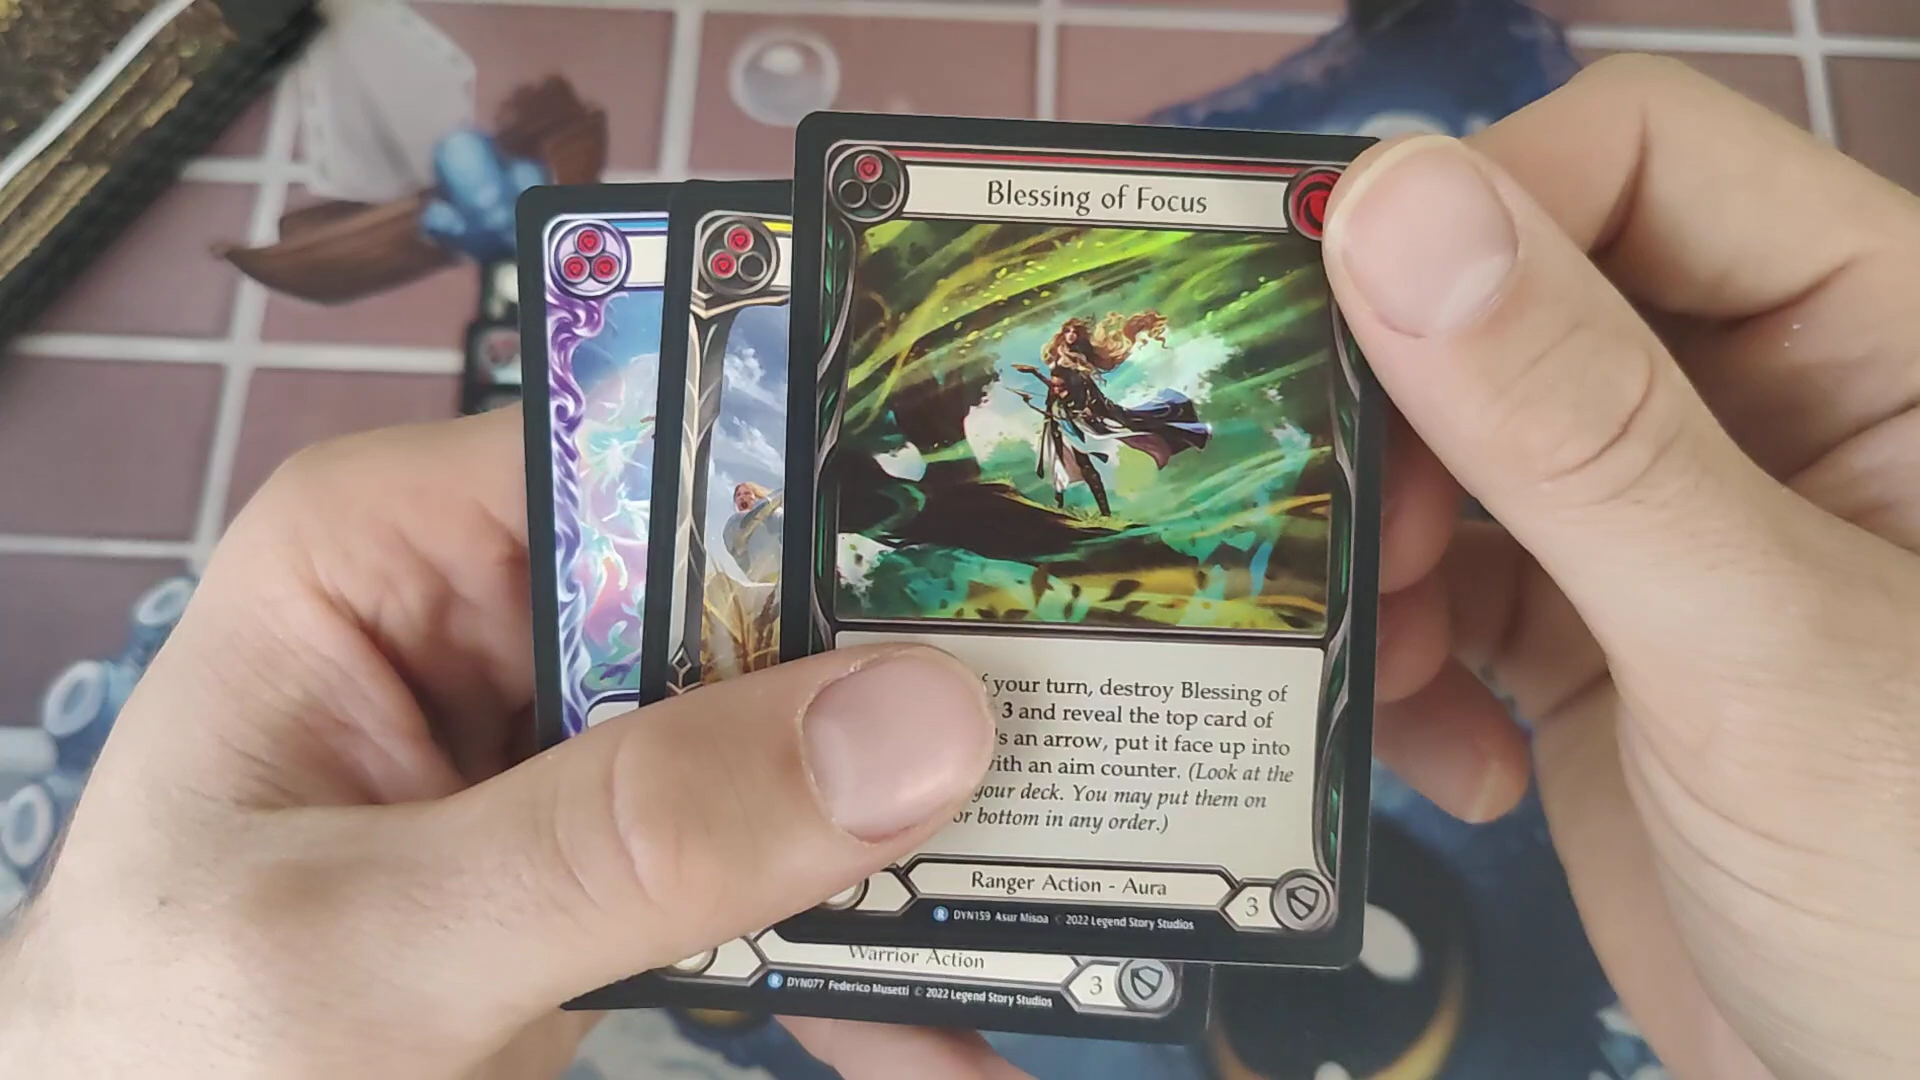 Blessing of Focus
your turn, destroy Blessing of
3 and reveal the top card of
an arrow, put it face up into
with an aim counter. (Look at the
your deck. You may put them on
or bottom in any order.)
Ranger Action - Aura
3
R DYN159 Asur Misoa © 2022 Legend Story Studios
Warrior Action
3
R DYN077 Federico Musetti © 2022 Legend Story Studios